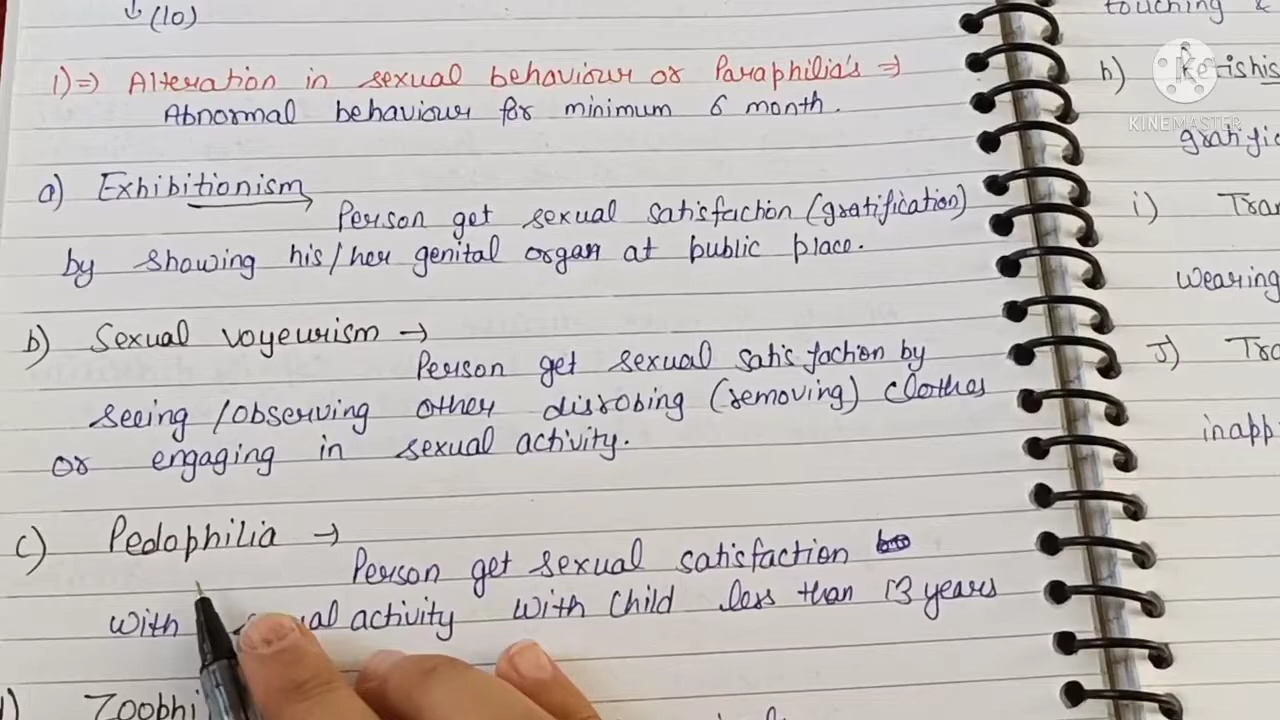 ↓(10)
1)⇒ Alteration in sexual behaviour or Paraphilia's ⇒
Abnormal behaviour for minimum 6 month.
a) Exhibitionism →
Person get sexual satisfaction (gratification)
by showing his/her genital organ at public place.
b) Sexual voyeurism →
Person get sexual satisfaction by
seeing /observing other disrobing (removing) clothes
or engaging in sexual activity.
c) Pedophilia →
Person get sexual satisfaction
with activity with child less than 13 years
Zoophi
touching &
h)
gratific
i) Tran
wearing
J) Tra
inapp
KINEMASTER